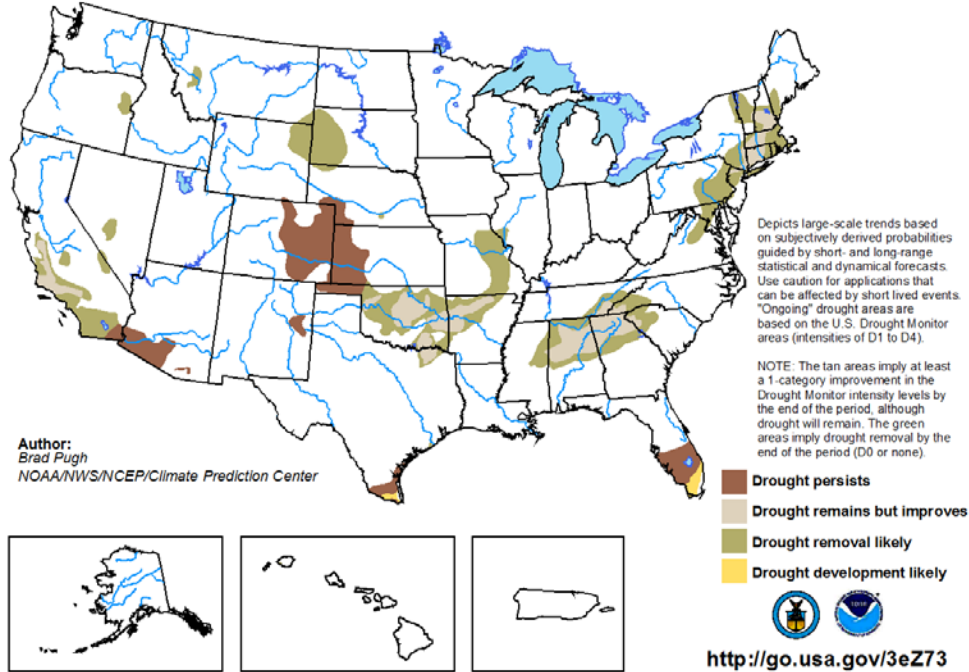 Depicts large-scale trends based
on subjectively derived probabilities
guided by short- and long-range
statistical and dynamical forecasts.
Use caution for applications that
can be affected by short lived events.
"Ongoing" drought areas are
based on the U.S. Drought Monitor
areas (intensities of D1 to D4).
NOTE: The tan areas imply at least
a 1-category improvement in the
Drought Monitor intensity levels by
the end of the period, although
drought will remain. The green
areas imply drought removal by the
end of the period (D0 or none).
Author:
Brad Pugh
NOAA/NWS/NCEP/Climate Prediction Center
Drought persists
Drought remains but improves
Drought removal likely
Drought development likely
http://go.usa.gov/3eZ73